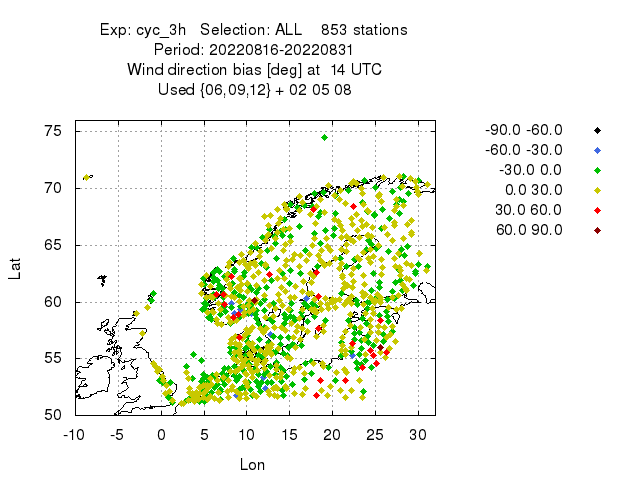 Exp: cyc_3h   Selection: ALL    853 stations
Period: 20220816-20220831
Wind direction bias [deg] at  14 UTC
Used {06,09,12} + 02 05 08
-90.0 -60.0
-60.0 -30.0
-30.0 0.0
0.0 30.0
30.0 60.0
60.0 90.0
Lat
75
70
65
60
55
50
-10 -5 0 5 10 15 20 25 30
Lon